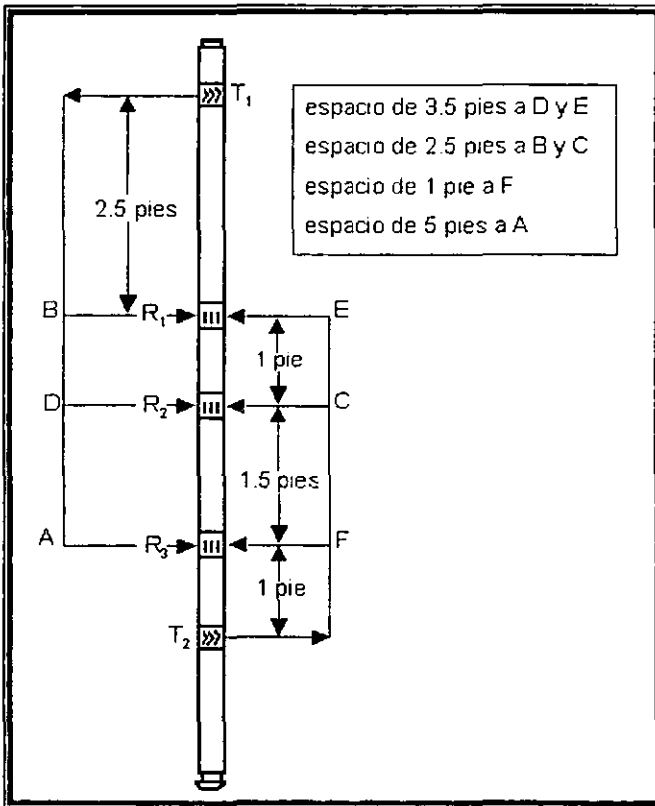 T₁
espacio de 3.5 pies a D y E
espacio de 2.5 pies a B y C
espacio de 1 pie a F
espacio de 5 pies a A
2.5 pies
B R₁ E
1 pie
D R₂ C
1.5 pies
A R₃ F
1 pie
T₂